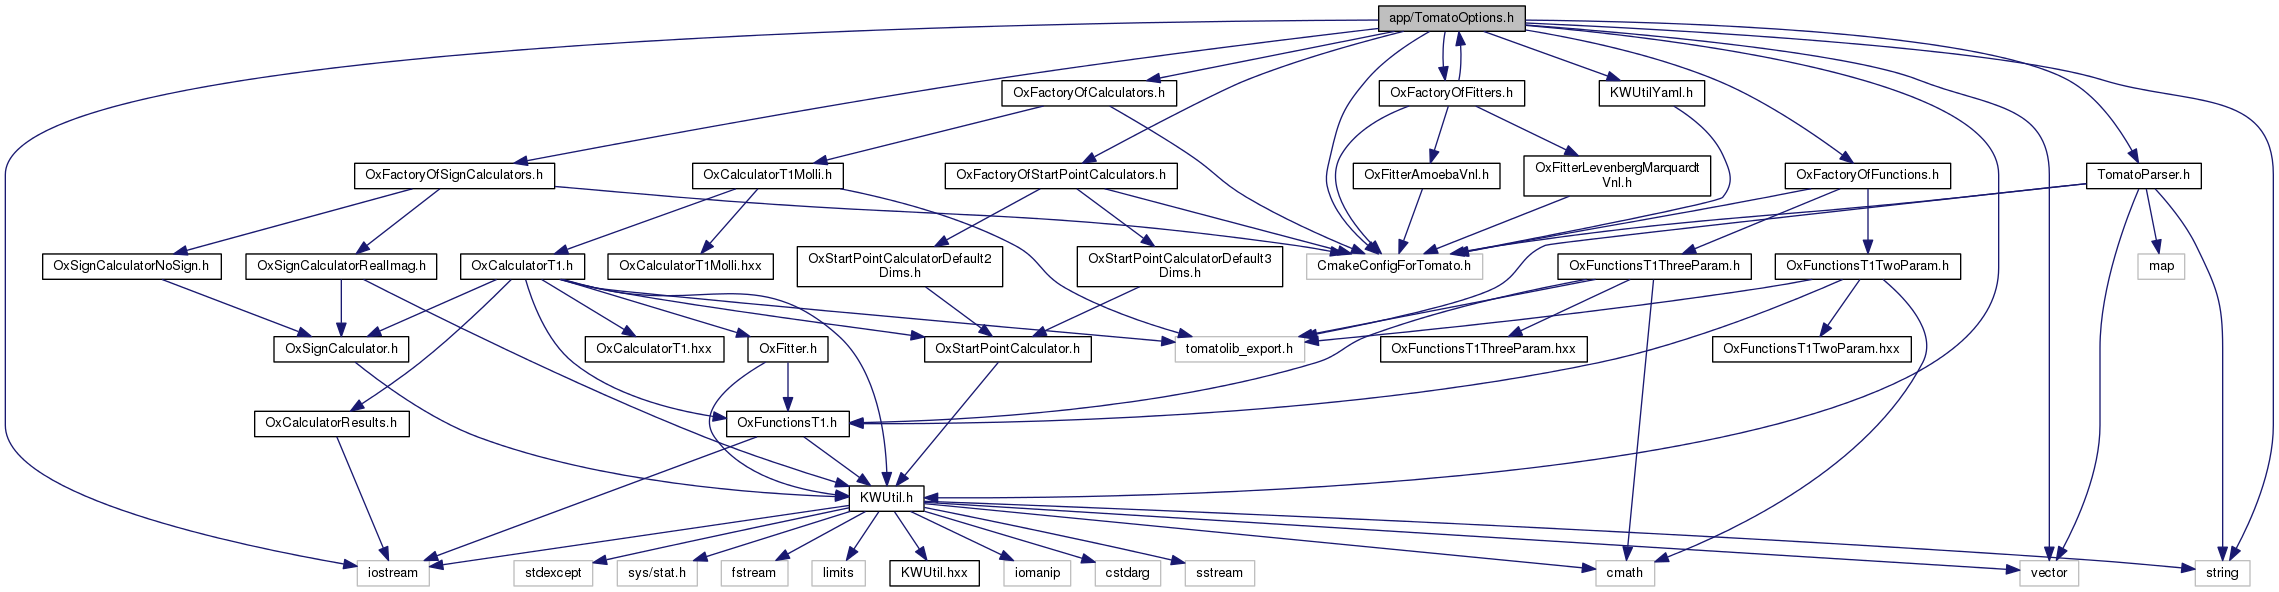 app/TomatoOptions.h
OxFactoryOfCalculators.h
OxFactoryOfFitters.h
KWUtilYaml.h
OxFactoryOfSignCalculators.h
OxCalculatorT1Molli.h
OxFactoryOfStartPointCalculators.h
OxFitterAmoebaVnl.h
OxFitterLevenbergMarquardt
Vnl.h
OxFactoryOfFunctions.h
TomatoParser.h
OxSignCalculatorNoSign.h
OxSignCalculatorRealImag.h
OxCalculatorT1.h
OxCalculatorT1Molli.hxx
OxStartPointCalculatorDefault2
Dims.h
OxStartPointCalculatorDefault3
Dims.h
CmakeConfigForTomato.h
OxFunctionsT1ThreeParam.h
OxFunctionsT1TwoParam.h
map
OxSignCalculator.h
OxCalculatorT1.hxx
OxFitter.h
OxStartPointCalculator.h
tomatolib_export.h
OxFunctionsT1ThreeParam.hxx
OxFunctionsT1TwoParam.hxx
OxCalculatorResults.h
OxFunctionsT1.h
KWUtil.h
iostream
stdexcept
sys/stat.h
fstream
limits
KWUtil.hxx
iomanip
cstdarg
sstream
cmath
vector
string